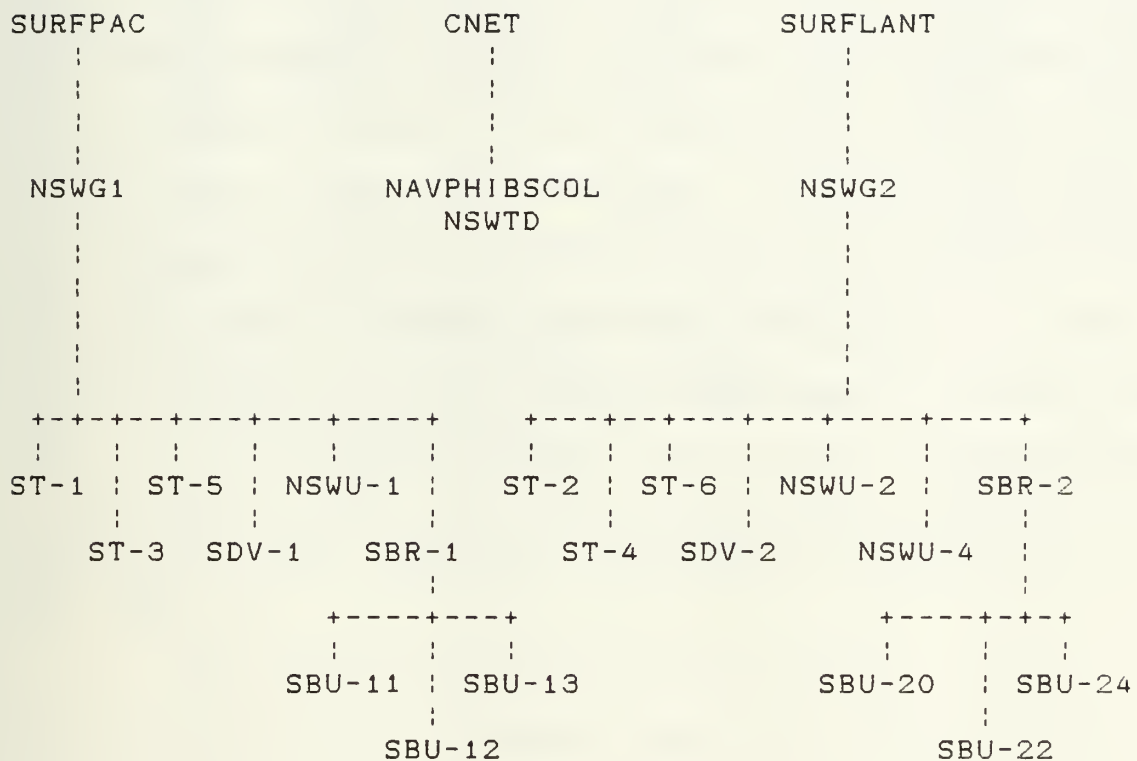 SURFPAC CNET SURFLANT
NSWG1 NAVPHIBSCOL NSWG2
NSWTD
ST-1 ST-5 NSWU-1 ST-2 ST-6 NSWU-2 SBR-2
ST-3 SDV-1 SBR-1 ST-4 SDV-2 NSWU-4
SBU-11 SBU-13 SBU-20 SBU-24
SBU-12 SBU-22